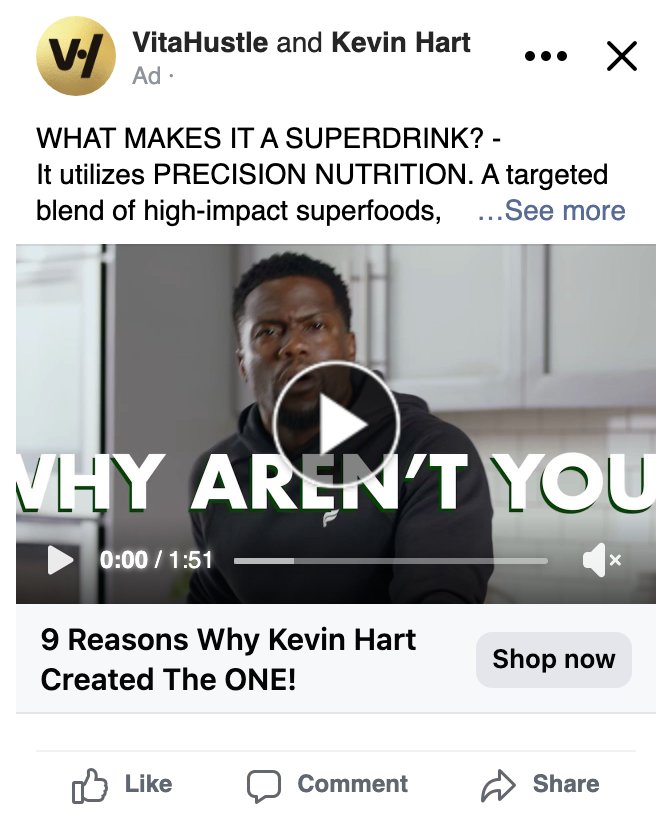 VitaHustle and Kevin Hart
Ad ·
WHAT MAKES IT A SUPERDRINK? -
It utilizes PRECISION NUTRITION. A targeted
blend of high-impact superfoods, ...See more
WHY AREN'T YOU
0:00 / 1:51
9 Reasons Why Kevin Hart
Created The ONE!
Shop now
Like
Comment
Share